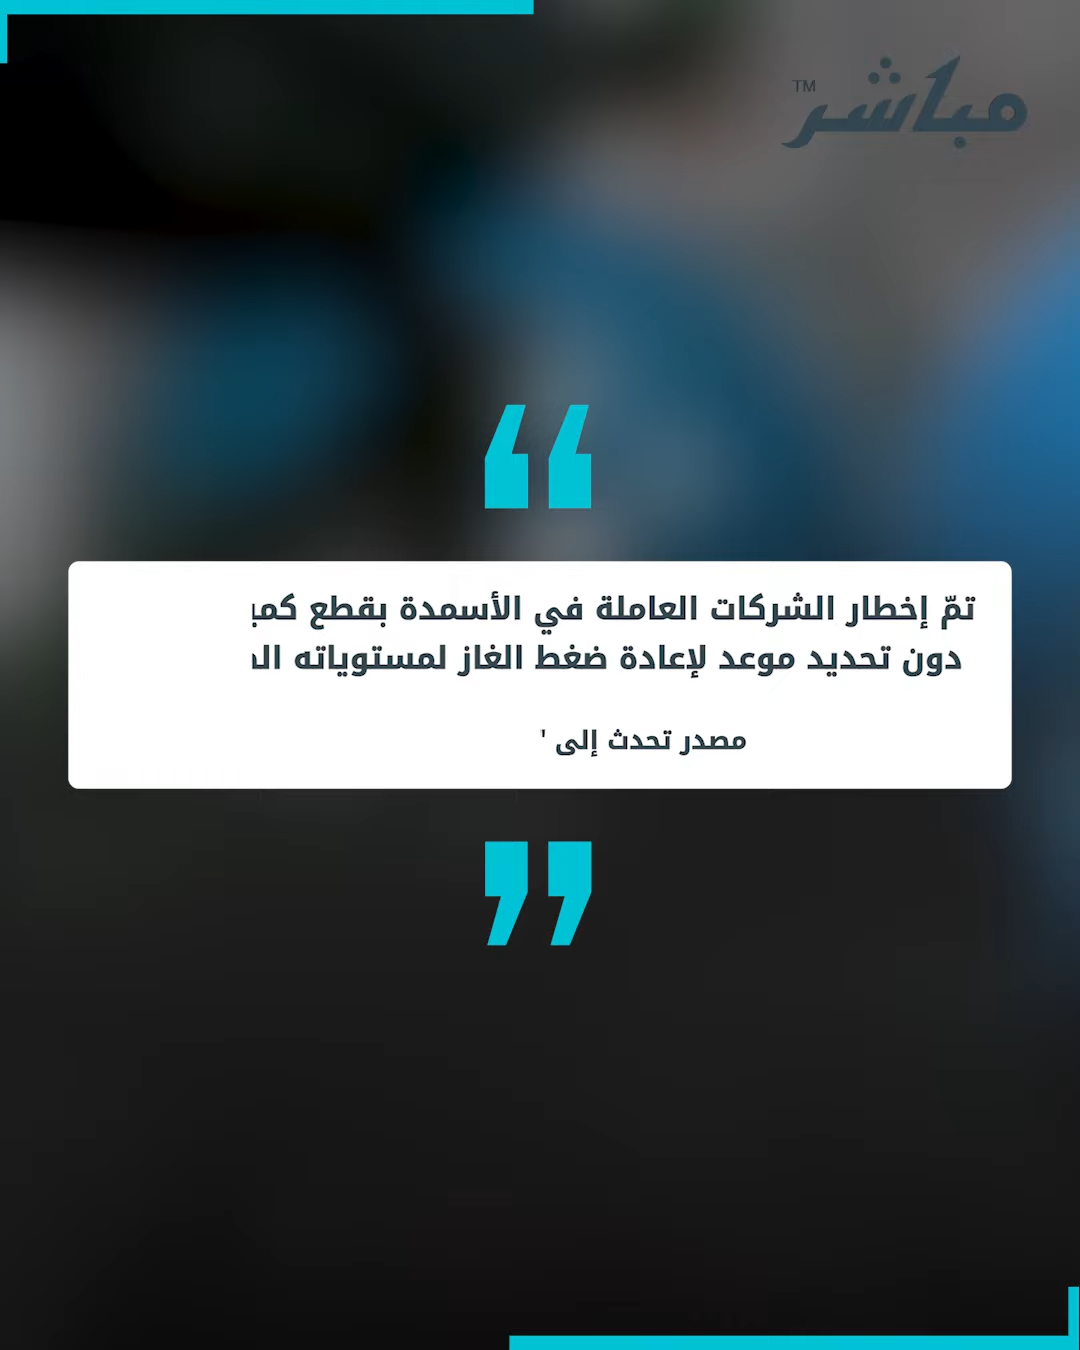 مباشر TM
تمّ إخطار الشركات العاملة في الأسمدة بقطع
دون تحديد موعد لإعادة ضغط الغاز لمستوياته
مصدر تحدث إلى '